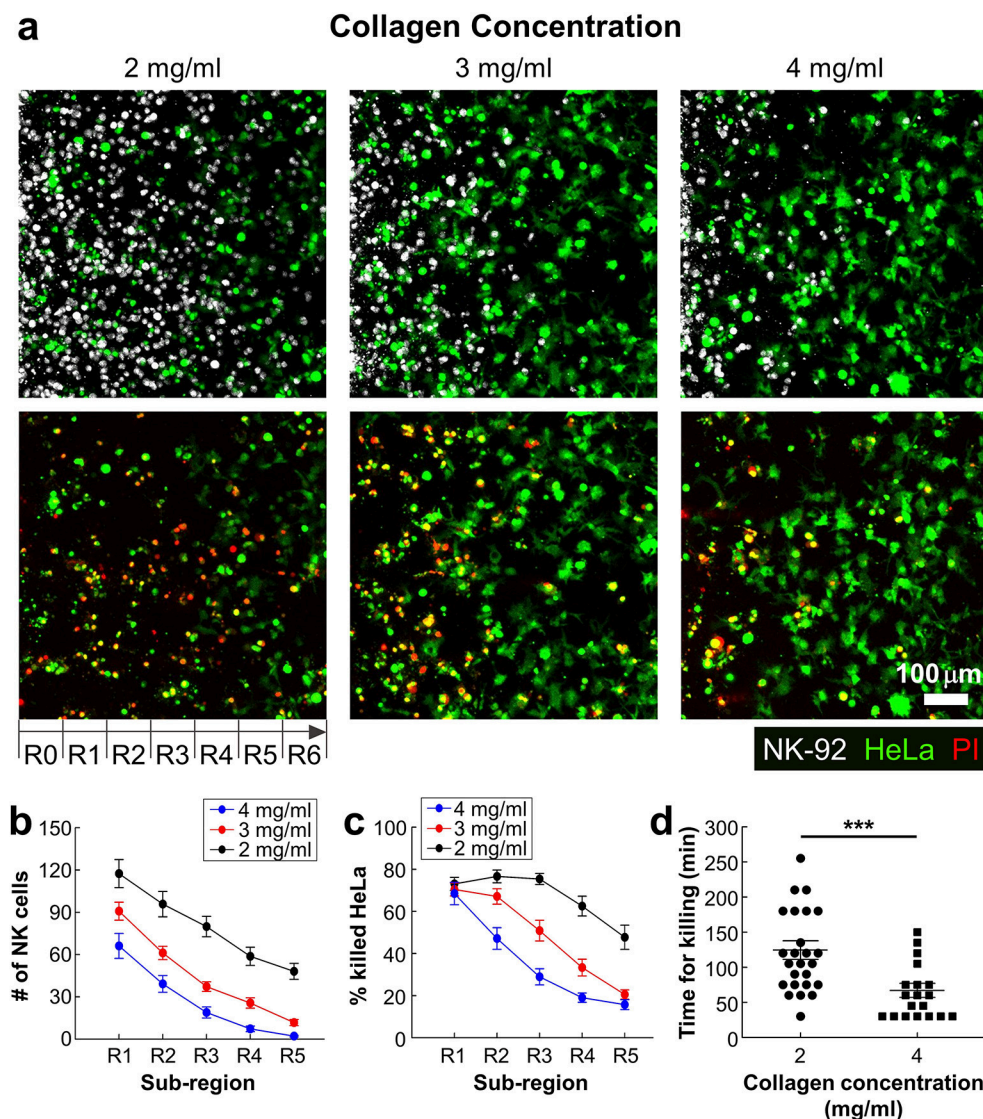 a
Collagen Concentration
2 mg/ml 3 mg/ml 4 mg/ml
100 μm
R0 R1 R2 R3 R4 R5 R6
NK-92 HeLa PI
b
4 mg/ml
3 mg/ml
2 mg/ml
150
120
90
60
30
0
# of NK cells
R1 R2 R3 R4 R5
Sub-region
c
4 mg/ml
3 mg/ml
2 mg/ml
100
80
60
40
20
0
% killed HeLa
R1 R2 R3 R4 R5
Sub-region
d
***
300
250
200
150
100
50
0
Time for killing (min)
2 4
Collagen concentration
(mg/ml)